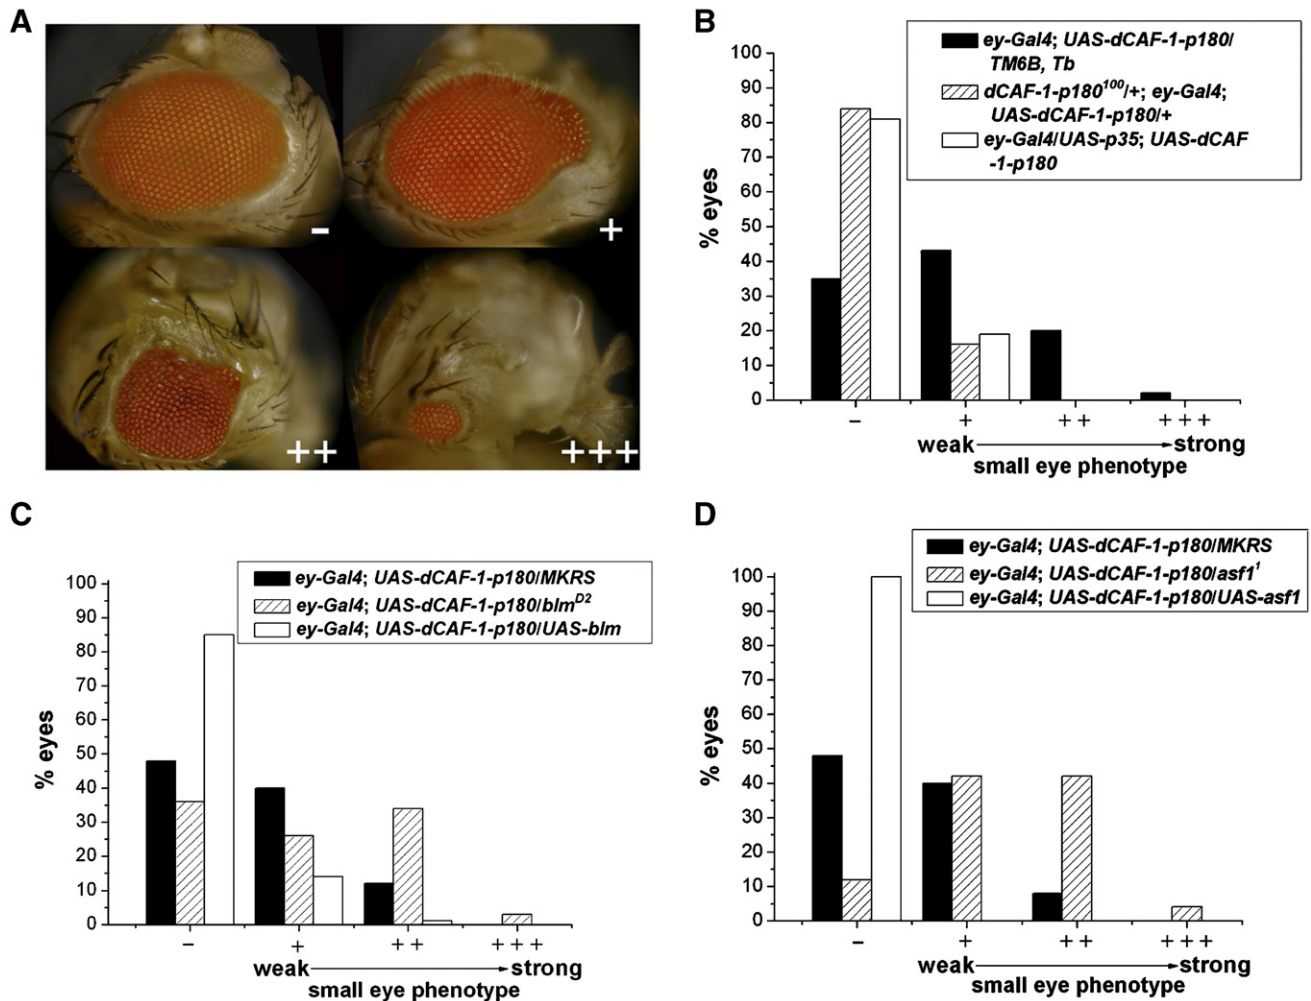 A
−
+
++
+++
B
ey-Gal4; UAS-dCAF-1-p180/
TM6B, Tb
dCAF-1-p180¹⁰⁰/+; ey-Gal4;
UAS-dCAF-1-p180/+
ey-Gal4/UAS-p35; UAS-dCAF
-1-p180
100
90
80
70
60
50
40
30
20
10
0
% eyes
− + ++ +++
weak strong
small eye phenotype
C
ey-Gal4; UAS-dCAF-1-p180/MKRS
ey-Gal4; UAS-dCAF-1-p180/blmᴰ²
ey-Gal4; UAS-dCAF-1-p180/UAS-blm
100
90
80
70
60
50
40
30
20
10
0
% eyes
− + ++ +++
weak strong
small eye phenotype
D
ey-Gal4; UAS-dCAF-1-p180/MKRS
ey-Gal4; UAS-dCAF-1-p180/asf1¹
ey-Gal4; UAS-dCAF-1-p180/UAS-asf1
100
90
80
70
60
50
40
30
20
10
0
% eyes
− + ++ +++
weak strong
small eye phenotype